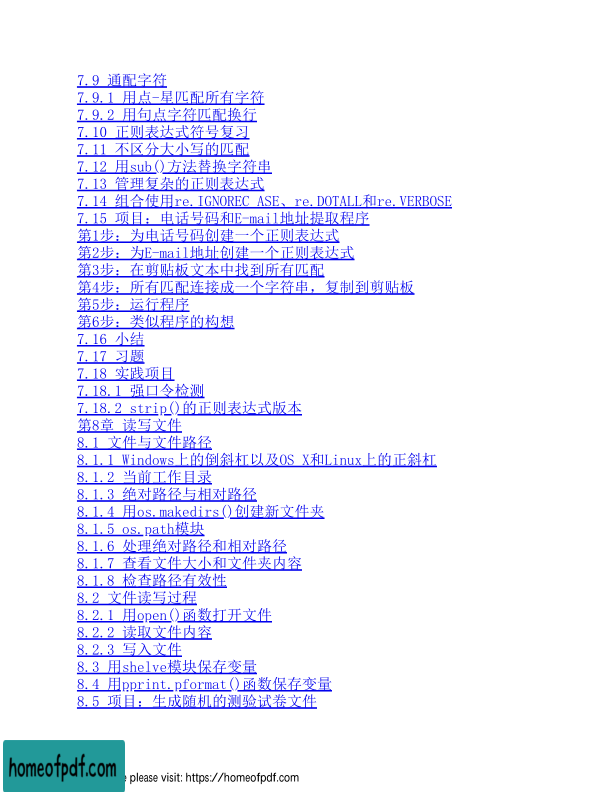 7.9 通配字符
7.9.1 用点-星匹配所有字符
7.9.2 用句点字符匹配换行
7.10 正则表达式符号复习
7.11 不区分大小写的匹配
7.12 用sub()方法替换字符串
7.13 管理复杂的正则表达式
7.14 组合使用re.IGNOREC ASE、re.DOTALL和re.VERBOSE
7.15 项目：电话号码和E-mail地址提取程序
第1步：为电话号码创建一个正则表达式
第2步：为E-mail地址创建一个正则表达式
第3步：在剪贴板文本中找到所有匹配
第4步：所有匹配连接成一个字符串，复制到剪贴板
第5步：运行程序
第6步：类似程序的构想
7.16 小结
7.17 习题
7.18 实践项目
7.18.1 强口令检测
7.18.2 strip()的正则表达式版本
第8章 读写文件
8.1 文件与文件路径
8.1.1 Windows上的倒斜杠以及OS X和Linux上的正斜杠
8.1.2 当前工作目录
8.1.3 绝对路径与相对路径
8.1.4 用os.makedirs()创建新文件夹
8.1.5 os.path模块
8.1.6 处理绝对路径和相对路径
8.1.7 查看文件大小和文件夹内容
8.1.8 检查路径有效性
8.2 文件读写过程
8.2.1 用open()函数打开文件
8.2.2 读取文件内容
8.2.3 写入文件
8.3 用shelve模块保存变量
8.4 用pprint.pformat()函数保存变量
8.5 项目：生成随机的测验试卷文件
homeofpdf.com
please visit: https://homeofpdf.com